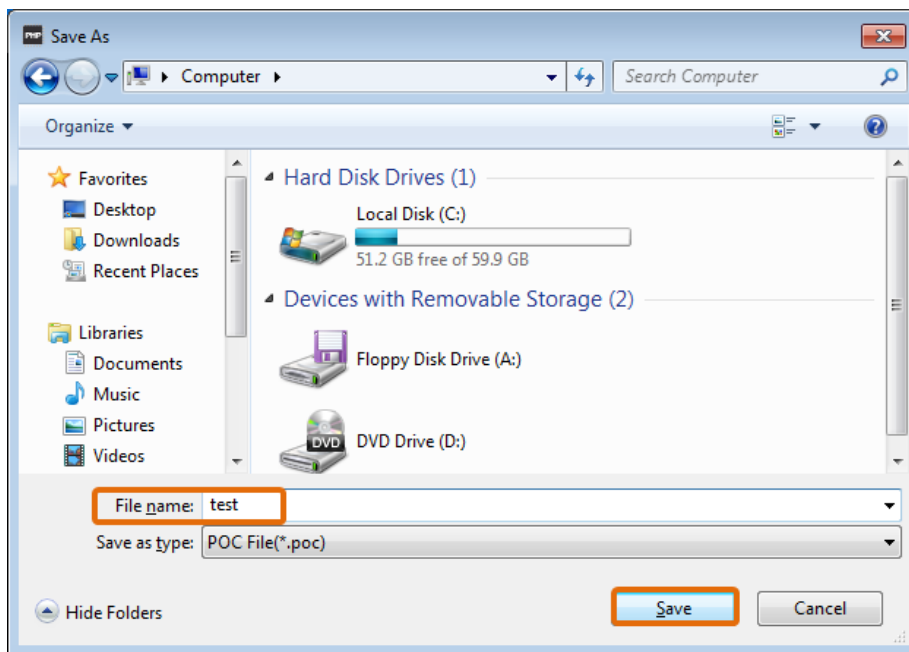 PHP Save As
Computer
Search Computer
Organize
Favorites
Desktop
Downloads
Recent Places
Libraries
Documents
Music
Pictures
Videos
Hard Disk Drives (1)
Local Disk (C:)
51.2 GB free of 59.9 GB
Devices with Removable Storage (2)
Floppy Disk Drive (A:)
DVD DVD Drive (D:)
File name: test
Save as type: POC File(*.poc)
Hide Folders
Save
Cancel